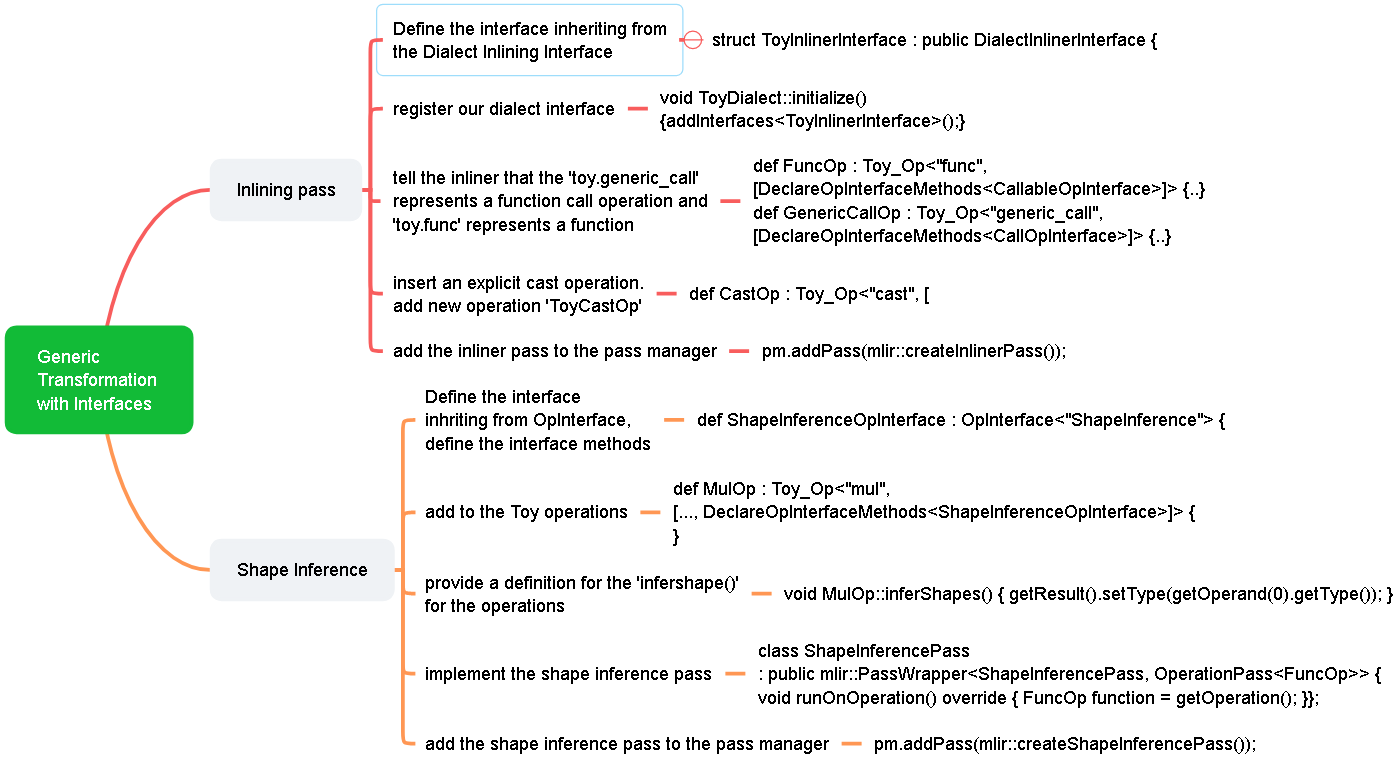 Generic
Transformation
with Interfaces
Inlining pass
Define the interface inheriting from
the Dialect Inlining Interface
struct ToyInlinerInterface : public DialectInlinerInterface {
register our dialect interface
void ToyDialect::initialize()
{addInterfaces<ToyInlinerInterface>();}
tell the inliner that the 'toy.generic_call'
represents a function call operation and
'toy.func' represents a function
def FuncOp : Toy_Op<"func",
[DeclareOpInterfaceMethods<CallableOpInterface>]> {..}
def GenericCallOp : Toy_Op<"generic_call",
[DeclareOpInterfaceMethods<CallOpInterface>]> {..}
insert an explicit cast operation.
add new operation 'ToyCastOp'
def CastOp : Toy_Op<"cast", [
add the inliner pass to the pass manager
pm.addPass(mlir::createInlinerPass());
Shape Inference
Define the interface
inhriting from OpInterface,
define the interface methods
def ShapeInferenceOpInterface : OpInterface<"ShapeInference"> {
add to the Toy operations
def MulOp : Toy_Op<"mul",
[..., DeclareOpInterfaceMethods<ShapeInferenceOpInterface>]> {
}
provide a definition for the 'infershape()'
for the operations
void MulOp::inferShapes() { getResult().setType(getOperand(0).getType()); }
implement the shape inference pass
class ShapeInferencePass
: public mlir::PassWrapper<ShapeInferencePass, OperationPass<FuncOp>> {
void runOnOperation() override { FuncOp function = getOperation(); }};
add the shape inference pass to the pass manager
pm.addPass(mlir::createShapeInferencePass());